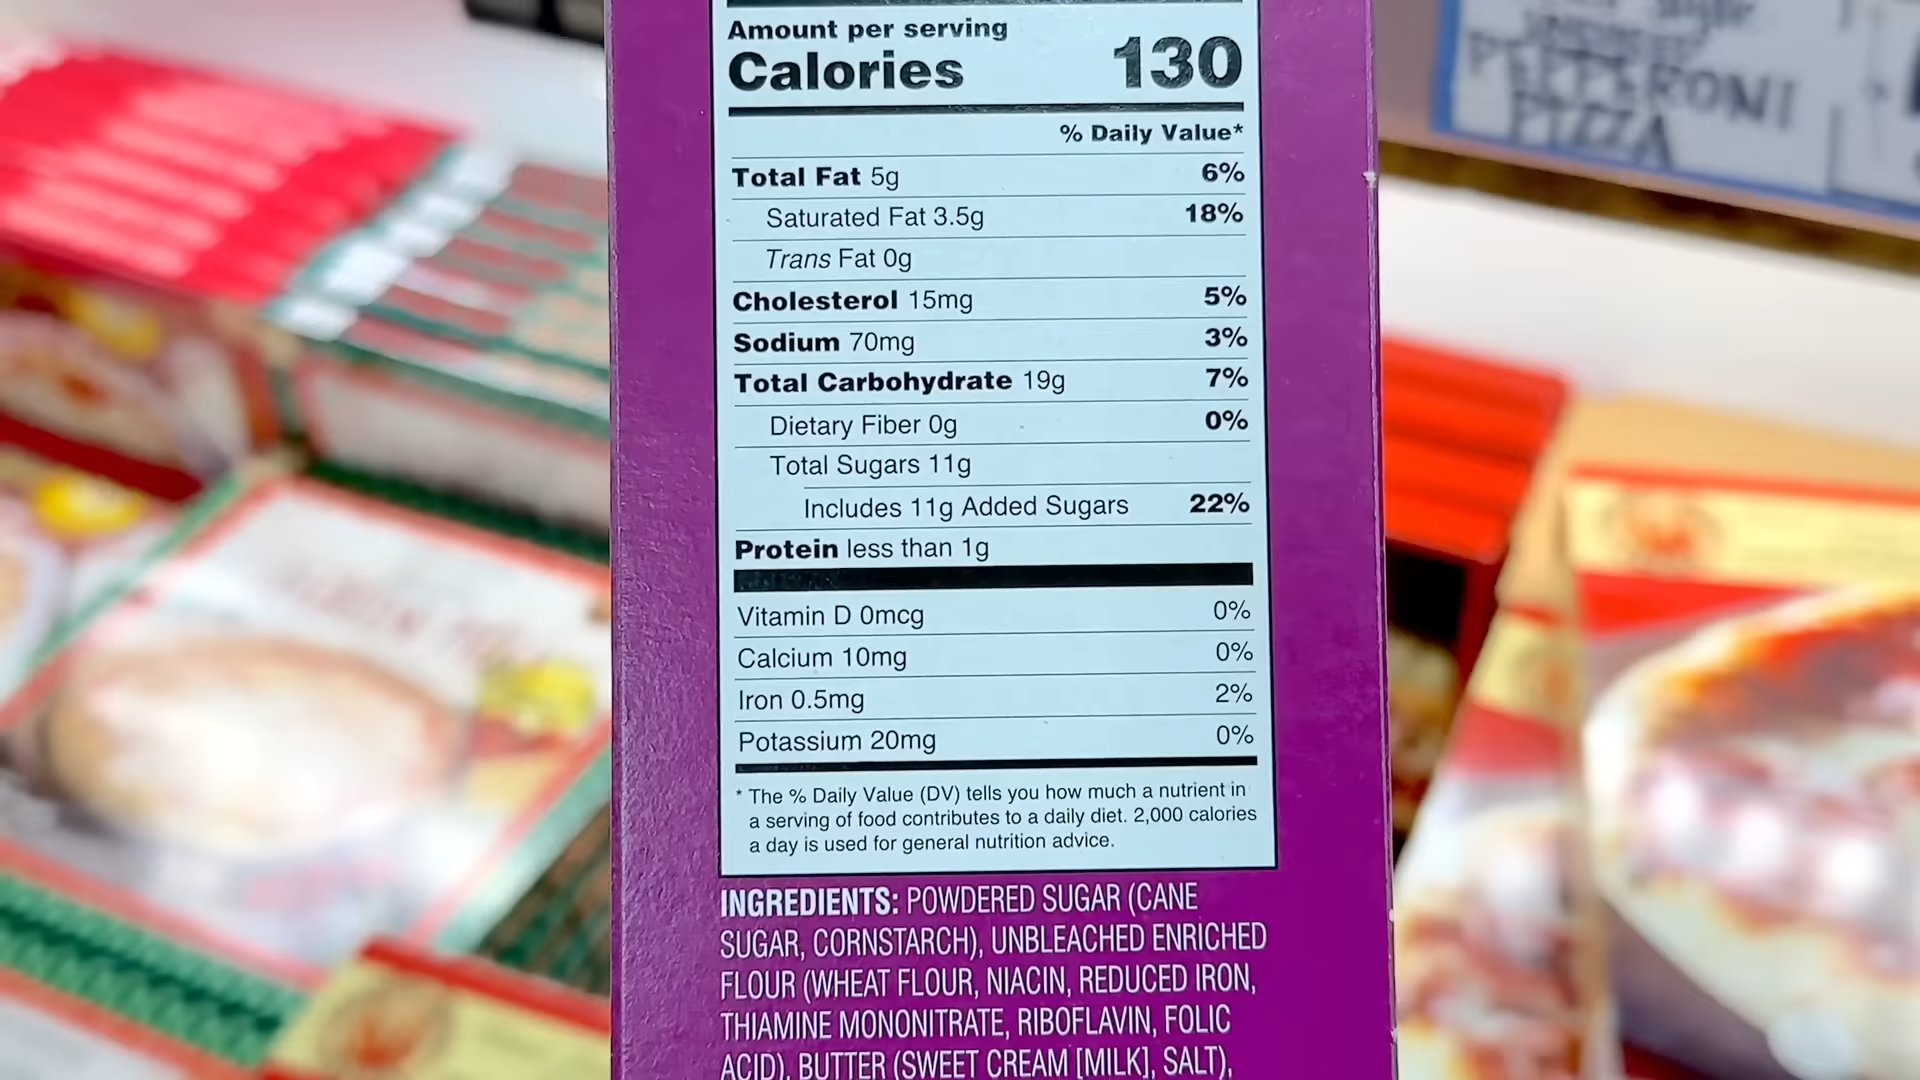 Amount per serving
Calories 130
% Daily Value*
Total Fat 5g 6%
Saturated Fat 3.5g 18%
Trans Fat 0g
Cholesterol 15mg 5%
Sodium 70mg 3%
Total Carbohydrate 19g 7%
Dietary Fiber 0g 0%
Total Sugars 11g
Includes 11g Added Sugars 22%
Protein less than 1g
Vitamin D 0mcg 0%
Calcium 10mg 0%
Iron 0.5mg 2%
Potassium 20mg 0%
* The % Daily Value (DV) tells you how much a nutrient in
a serving of food contributes to a daily diet. 2,000 calories
a day is used for general nutrition advice.
INGREDIENTS: POWDERED SUGAR (CANE
SUGAR, CORNSTARCH), UNBLEACHED ENRICHED
FLOUR (WHEAT FLOUR, NIACIN, REDUCED IRON,
THIAMINE MONONITRATE, RIBOFLAVIN, FOLIC
ACID), BUTTER (SWEET CREAM [MILK], SALT),
PEPPERONI
PIZZA